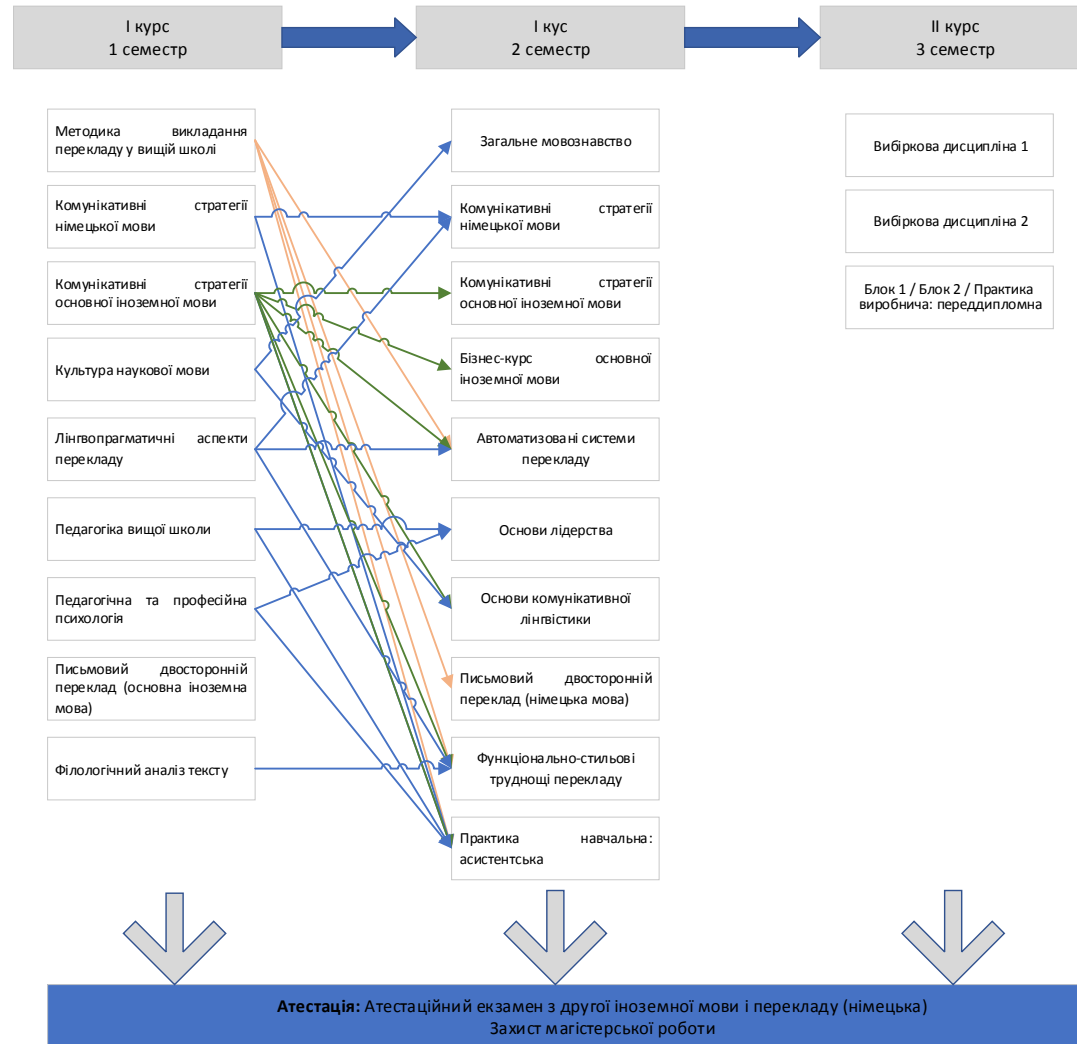 І курс
1 семестр
І кус
2 семестр
ІІ курс
3 семестр
Методика викладання
перекладу у вищій школі
Комунікативні стратегії
німецької мови
Комунікативні стратегії
основної іноземної мови
Культура наукової мови
Лінгвопрагматичні аспекти
перекладу
Педагогіка вищої школи
Педагогічна та професійна
психологія
Письмовий двосторонній
переклад (основна іноземна
мова)
Філологічний аналіз тексту
Загальне мовознавство
Комунікативні стратегії
німецької мови
Комунікативні стратегії
основної іноземної мови
Бізнес-курс основної
іноземної мови
Автоматизовані системи
перекладу
Основи лідерства
Основи комунікативної
лінгвістики
Письмовий двосторонній
переклад (німецька мова)
Функціонально-стильові
труднощі перекладу
Практика навчальна:
асистентська
Вибіркова дисципліна 1
Вибіркова дисципліна 2
Блок 1 / Блок 2 / Практика
виробнича: переддипломна
Атестація: Атестаційний екзамен з другої іноземної мови і перекладу (німецька)
Захист магістерської роботи